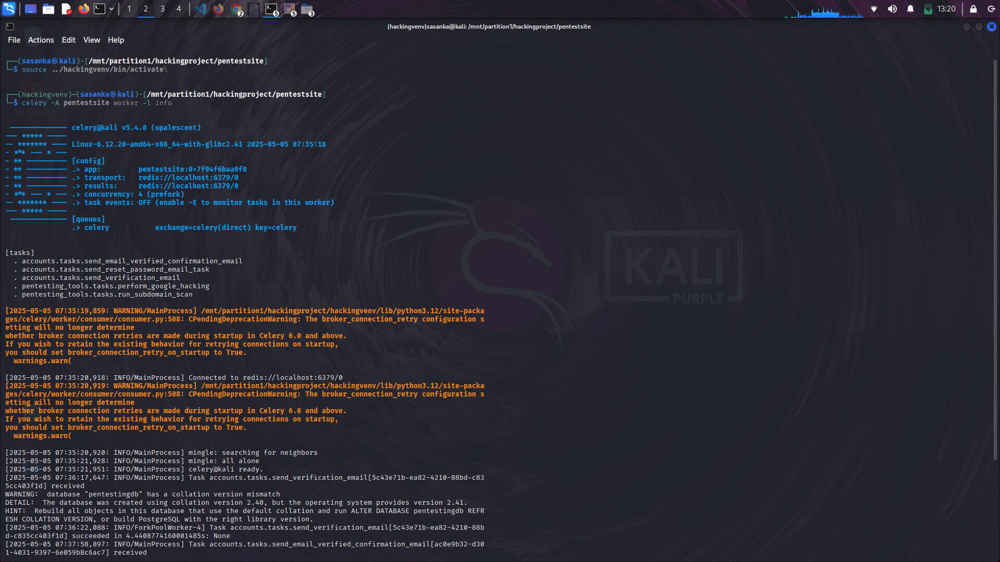 1 2 3 4
2 5 5 3
13:20
(hackingvenv)sasanka@kali: /mnt/partition1/hackingproject/pentestsite
File Actions Edit View Help
┌──(sasanka㉿kali)-[/mnt/partition1/hackingproject/pentestsite]
└─$ source ../hackingvenv/bin/activate\
┌──(hackingvenv)─(sasanka㉿kali)-[/mnt/partition1/hackingproject/pentestsite]
└─$ celery -A pentestsite worker -l info
WPS 2019
-------------- celery@kali v5.4.0 (opalescent)
--- ***** -----
-- ******* ---- Linux-6.12.20-amd64-x86_64-with-glibc2.41 2025-05-05 07:35:18
- *** --- * ---
- ** ---------- [config]
- ** ---------- .> app:         pentestsite:0x7f94f6baa0f0
- ** ---------- .> transport:   redis://localhost:6379/0
- ** ---------- .> results:     redis://localhost:6379/0
- *** --- * --- .> concurrency: 4 (prefork)
-- ******* ---- .> task events: OFF (enable -E to monitor tasks in this worker)
--- ***** -----
-------------- [queues]
.> celery           exchange=celery(direct) key=celery
[tasks]
. accounts.tasks.send_email_verified_confirmation_email
. accounts.tasks.send_reset_password_email_task
. accounts.tasks.send_verification_email
. pentesting_tools.tasks.perform_google_hacking
. pentesting_tools.tasks.run_subdomain_scan
[2025-05-05 07:35:19,859: WARNING/MainProcess] /mnt/partition1/hackingproject/hackingvenv/lib/python3.12/site-packa
ges/celery/worker/consumer/consumer.py:508: CPendingDeprecationWarning: The broker_connection_retry configuration s
etting will no longer determine
whether broker connection retries are made during startup in Celery 6.0 and above.
If you wish to retain the existing behavior for retrying connections on startup,
you should set broker_connection_retry_on_startup to True.
warnings.warn(
[2025-05-05 07:35:20,918: INFO/MainProcess] Connected to redis://localhost:6379/0
[2025-05-05 07:35:20,919: WARNING/MainProcess] /mnt/partition1/hackingproject/hackingvenv/lib/python3.12/site-packa
ges/celery/worker/consumer/consumer.py:508: CPendingDeprecationWarning: The broker_connection_retry configuration s
etting will no longer determine
whether broker connection retries are made during startup in Celery 6.0 and above.
If you wish to retain the existing behavior for retrying connections on startup,
you should set broker_connection_retry_on_startup to True.
warnings.warn(
[2025-05-05 07:35:20,920: INFO/MainProcess] mingle: searching for neighbors
[2025-05-05 07:35:21,928: INFO/MainProcess] mingle: all alone
[2025-05-05 07:35:21,951: INFO/MainProcess] celery@kali ready.
[2025-05-05 07:36:17,647: INFO/MainProcess] Task accounts.tasks.send_verification_email[5c43e71b-ea82-4210-88bd-c83
5cc403f1d] received
WARNING:  database "pentestingdb" has a collation version mismatch
DETAIL:  The database was created using collation version 2.40, but the operating system provides version 2.41.
HINT:  Rebuild all objects in this database that use the default collation and run ALTER DATABASE pentestingdb REFR
ESH COLLATION VERSION, or build PostgreSQL with the right library version.
[2025-05-05 07:36:22,088: INFO/ForkPoolWorker-4] Task accounts.tasks.send_verification_email[5c43e71b-ea82-4210-88b
d-c835cc403f1d] succeeded in 4.4408774160001485s: None
[2025-05-05 07:37:58,897: INFO/MainProcess] Task accounts.tasks.send_email_verified_confirmation_email[ac0e9b32-d30
1-4031-9397-6e059b8c6ac7] received
KALI
PURPLE